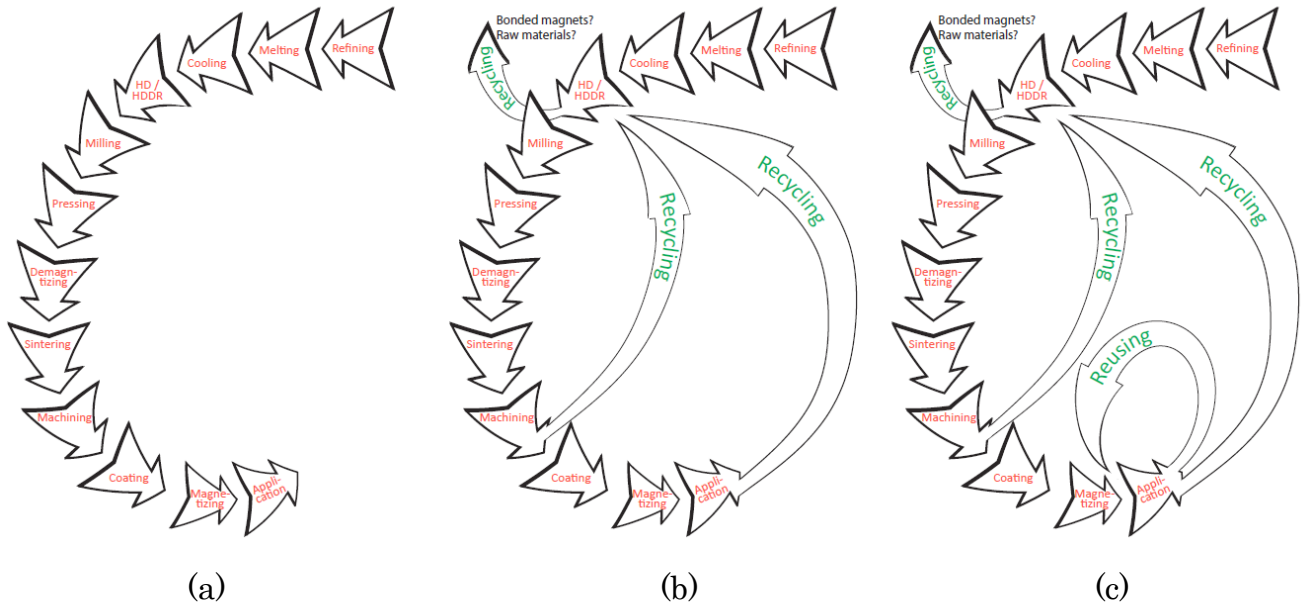 Refining
Melting
Cooling
HD /
HDDR
Milling
Pressing
Demagn-
tizing
Sintering
Machining
Coating
Magne-
tizing
Appli-
cation
(a)
Bonded magnets?
Raw materials?
Recycling
Refining
Melting
Cooling
HD /
HDDR
Milling
Pressing
Demagn-
tizing
Sintering
Machining
Coating
Magne-
tizing
Appli-
cation
Recycling
Recycling
(b)
Bonded magnets?
Raw materials?
Recycling
Refining
Melting
Cooling
HD /
HDDR
Milling
Pressing
Demagn-
tizing
Sintering
Machining
Coating
Magne-
tizing
Appli-
cation
Recycling
Recycling
Reusing
(c)